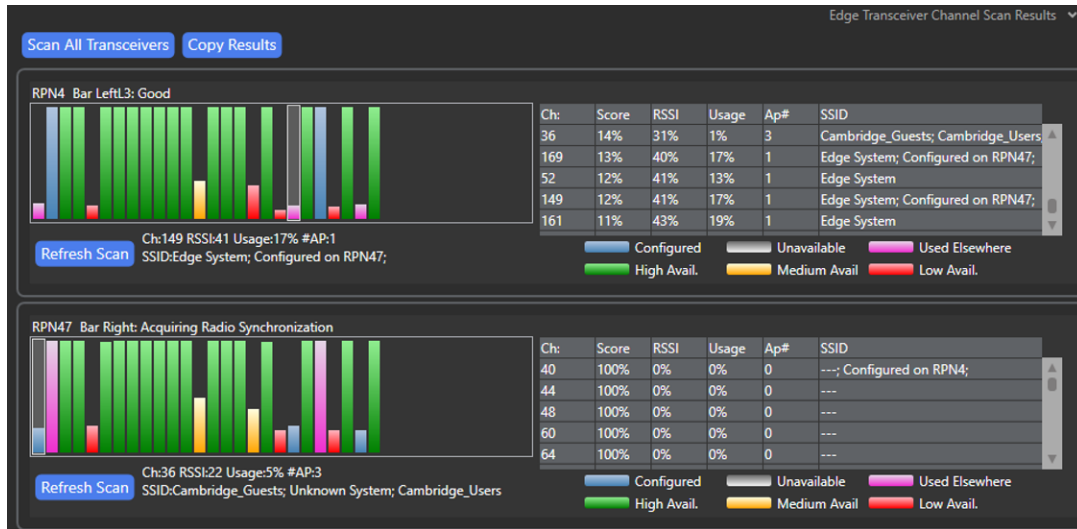 Edge Transceiver Channel Scan Results
Scan All Transceivers Copy Results
RPN4 Bar LeftL3: Good
Ch: Score RSSI Usage Ap# SSID
36 14% 31% 1% 3 Cambridge_Guests; Cambridge_Users
169 13% 40% 17% 1 Edge System; Configured on RPN47;
52 12% 41% 13% 1 Edge System
149 12% 41% 17% 1 Edge System; Configured on RPN47;
161 11% 43% 19% 1 Edge System
Refresh Scan
Ch:149 RSSI:41 Usage:17% #AP:1
SSID:Edge System; Configured on RPN47;
Configured Unavailable Used Elsewhere
High Avail. Medium Avail Low Avail.
RPN47 Bar Right: Acquiring Radio Synchronization
Ch: Score RSSI Usage Ap# SSID
40 100% 0% 0% 0 ---; Configured on RPN4;
44 100% 0% 0% 0 ---
48 100% 0% 0% 0 ---
60 100% 0% 0% 0 ---
64 100% 0% 0% 0 ---
Refresh Scan
Ch:36 RSSI:22 Usage:5% #AP:3
SSID:Cambridge_Guests; Unknown System; Cambridge_Users
Configured Unavailable Used Elsewhere
High Avail. Medium Avail Low Avail.